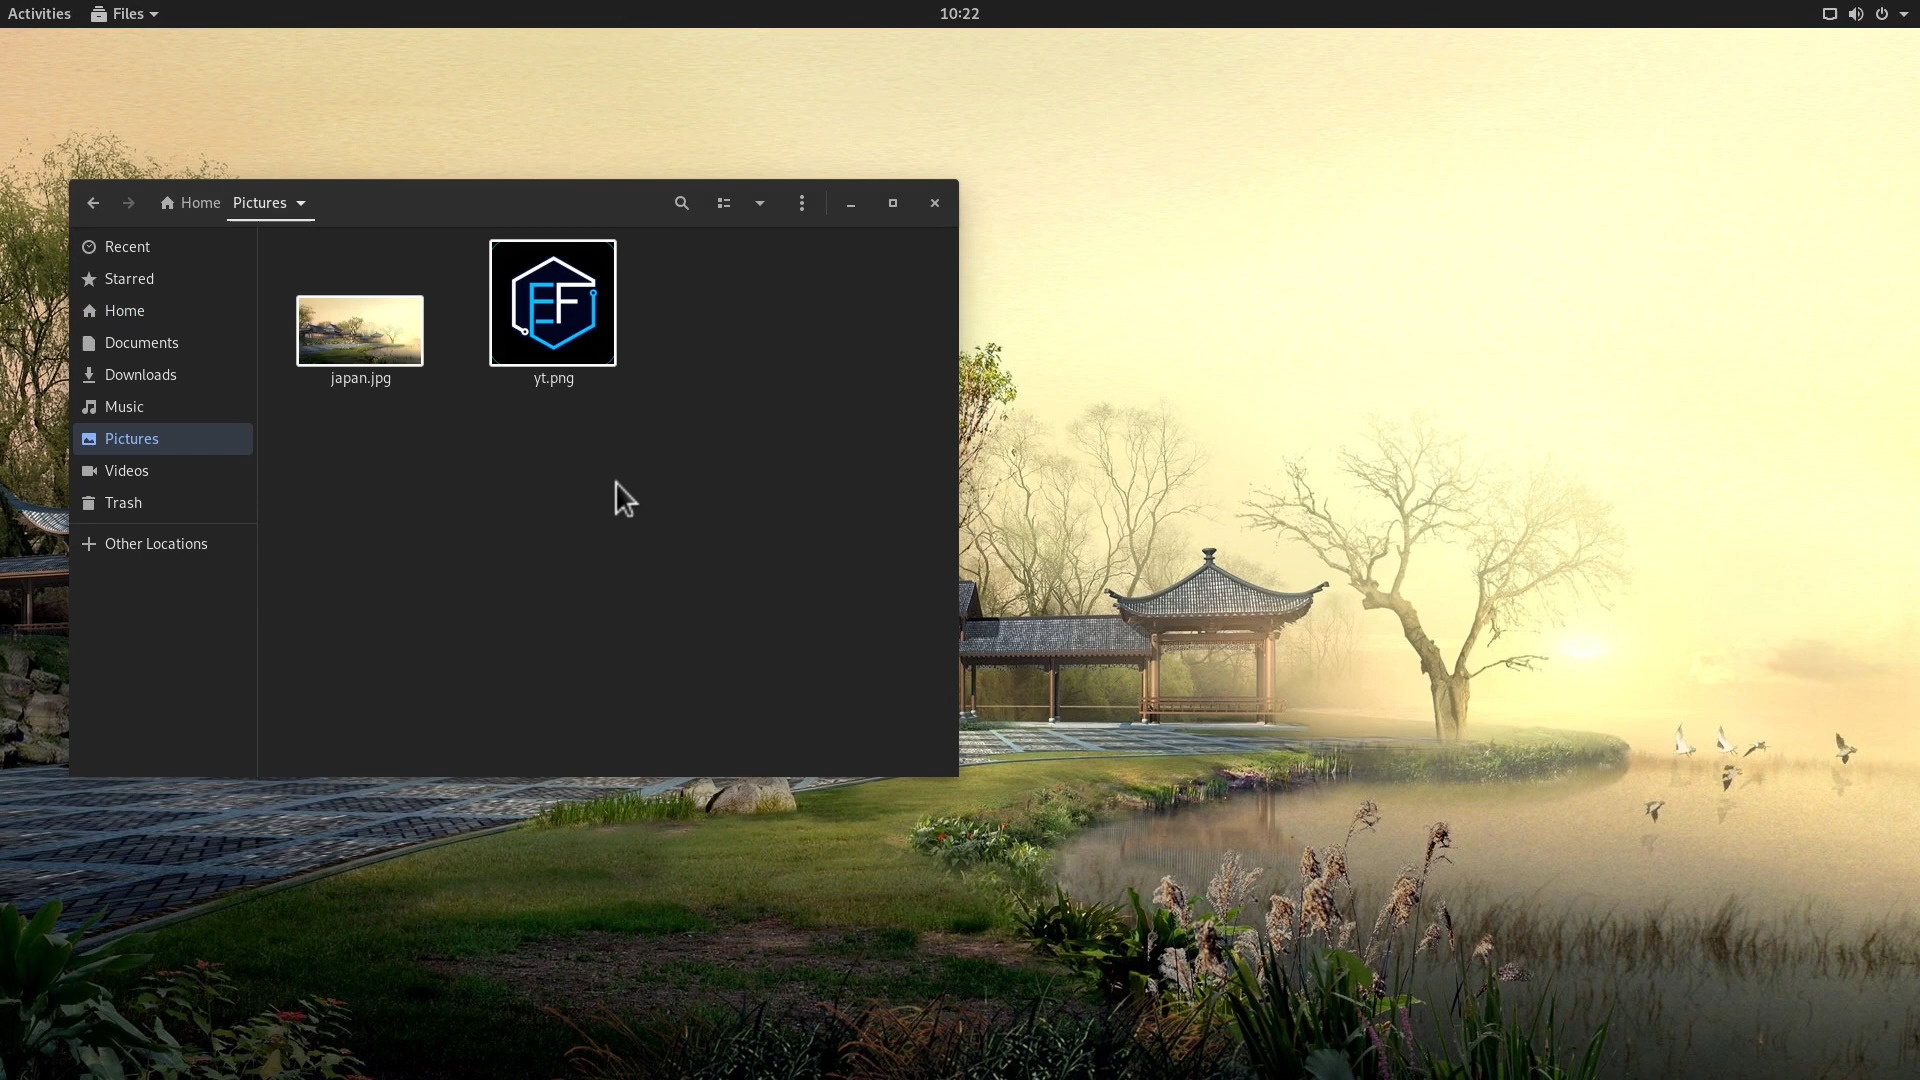 Activities Files 10:22
Home Pictures
Recent
Starred
Home
Documents
Downloads
Music
Pictures
Videos
Trash
Other Locations
EF
japan.jpg yt.png